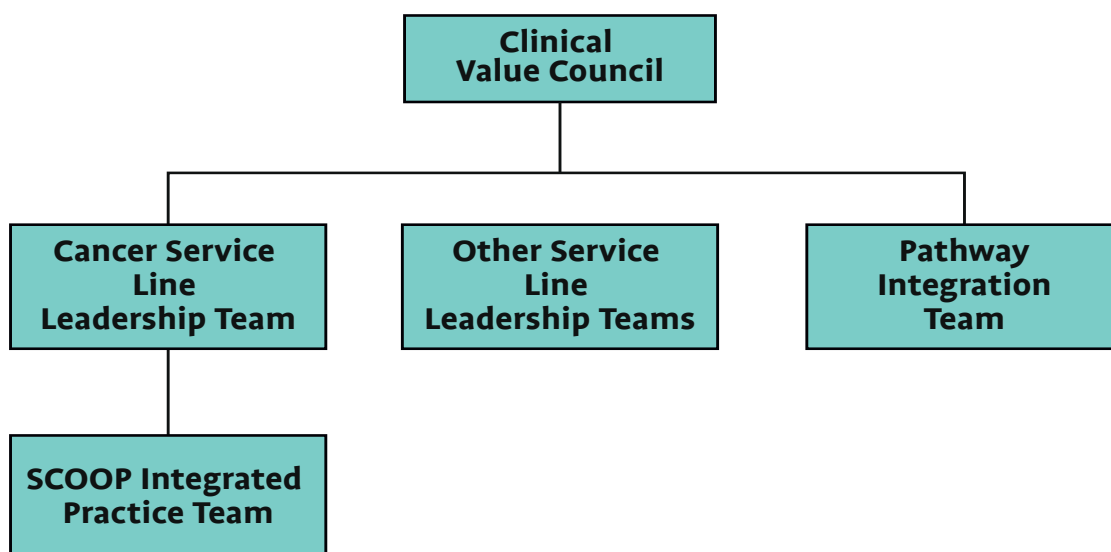 Clinical
Value Council
Cancer Service
Line
Leadership Team
Other Service
Line
Leadership Teams
Pathway
Integration
Team
SCOOP Integrated
Practice Team